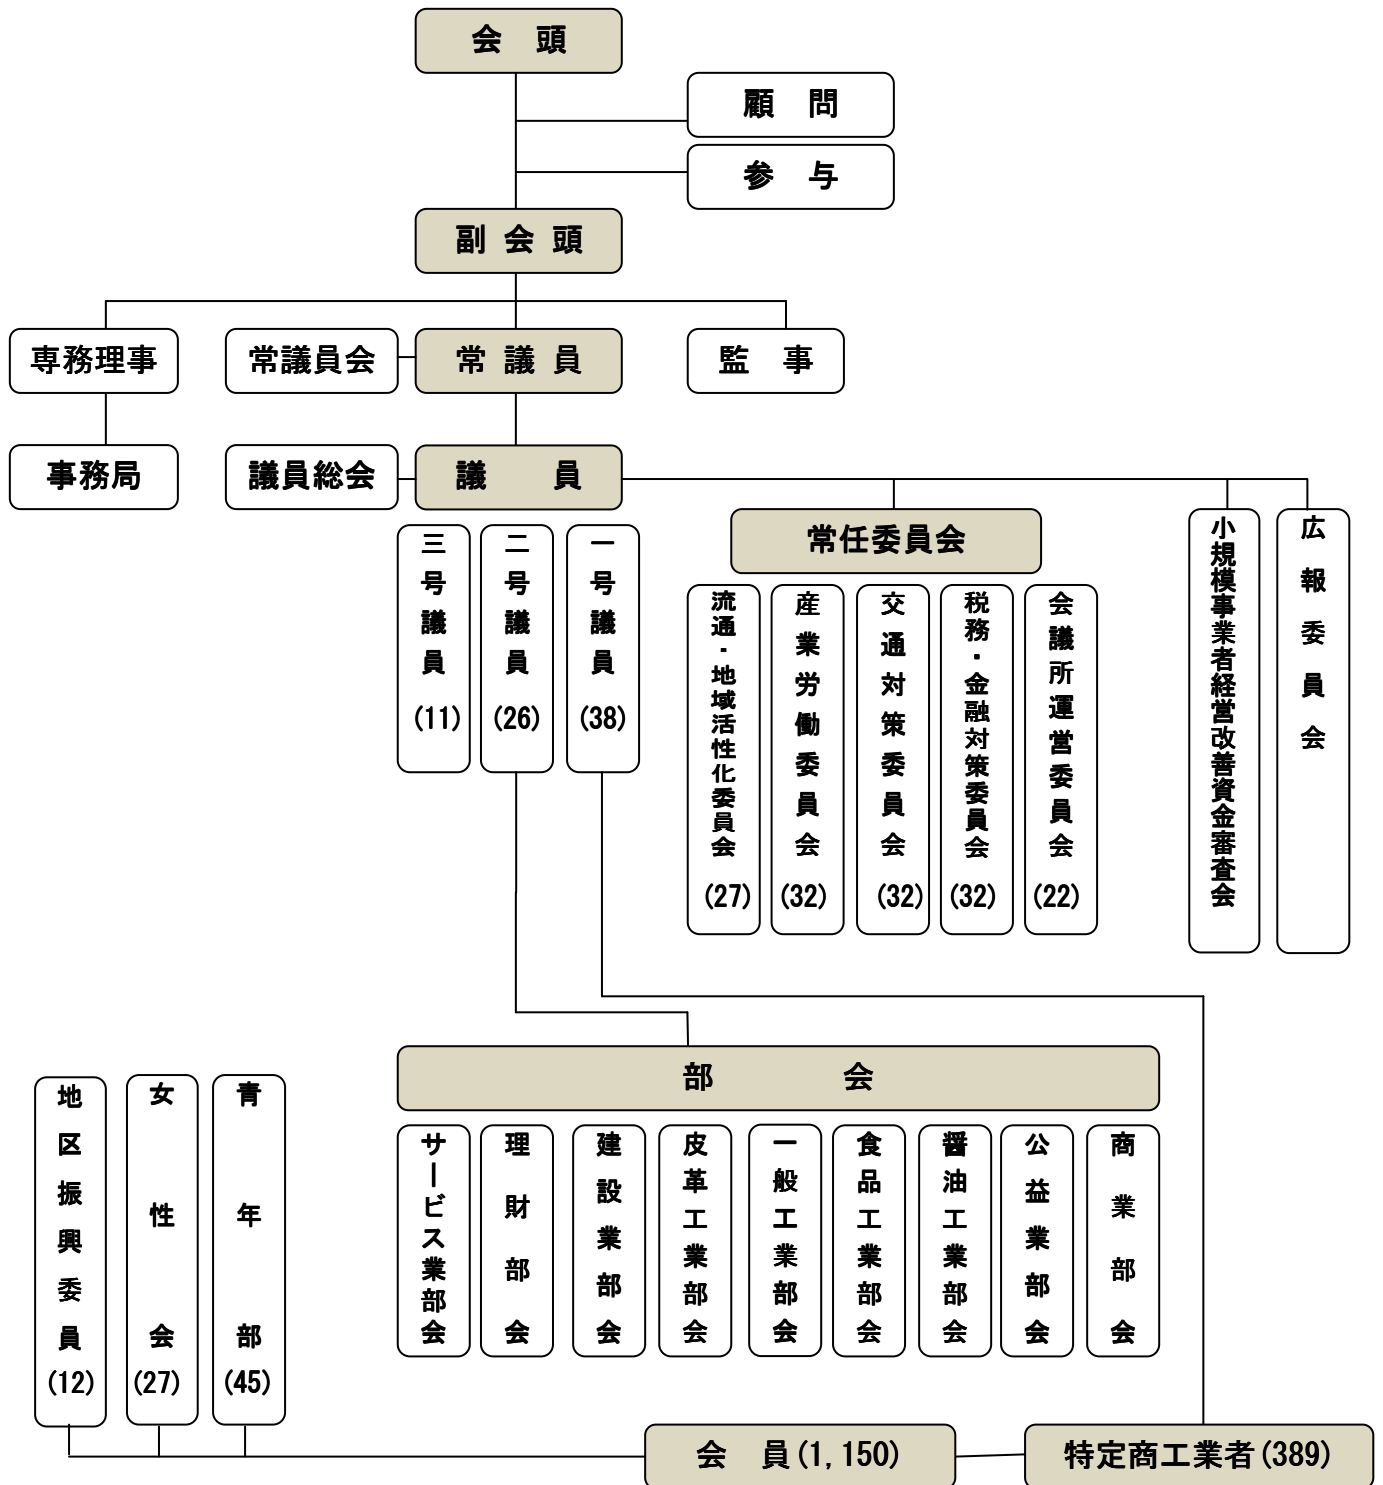 会　頭
顧　問
参　与
副 会 頭
専務理事
常議員会
常 議 員
監　事
事務局
議員総会
議　　員
三号議員 (11)
二号議員 (26)
一号議員 (38)
常任委員会
流通・地域活性化委員会 (27)
産業労働委員会 (32)
交通対策委員会 (32)
税務・金融対策委員会 (32)
会議所運営委員会 (22)
小規模事業者経営改善資金審査会
広報委員会
部　　　　会
サービス業部会
理財部会
建設業部会
皮革工業部会
一般工業部会
食品工業部会
醤油工業部会
公益業部会
商業部会
地区振興委員 (12)
女性会 (27)
青年部 (45)
会　員(1,150)
特定商工業者(389)